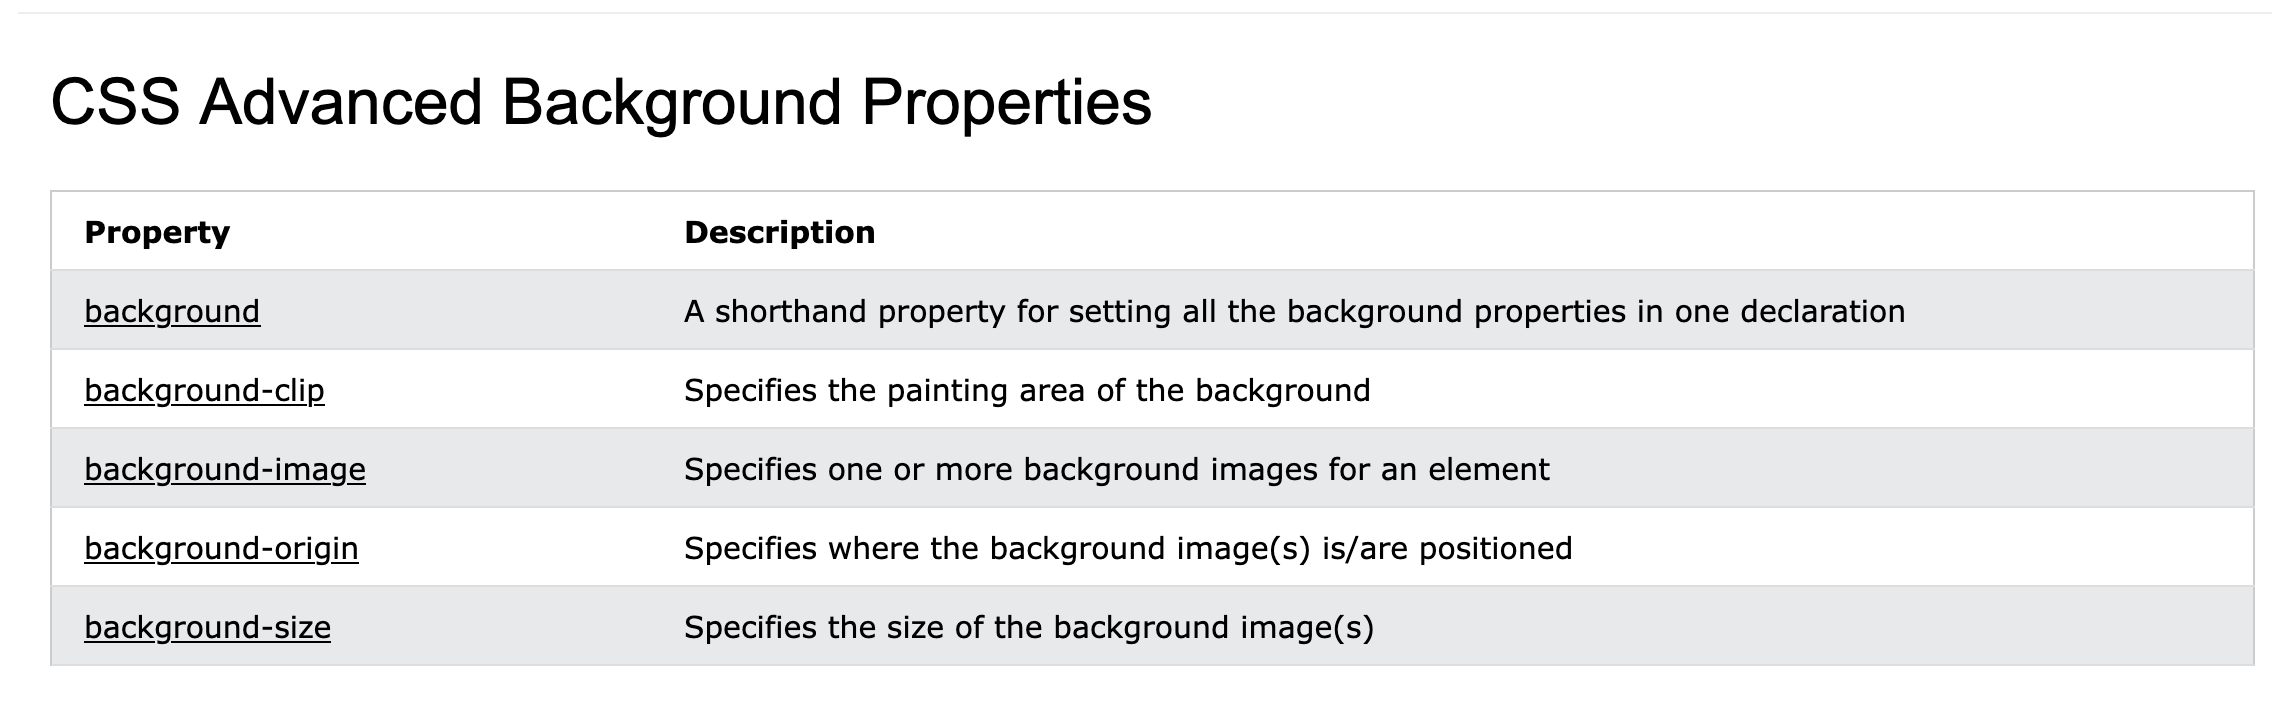 CSS Advanced Background Properties
Property Description
background A shorthand property for setting all the background properties in one declaration
background-clip Specifies the painting area of the background
background-image Specifies one or more background images for an element
background-origin Specifies where the background image(s) is/are positioned
background-size Specifies the size of the background image(s)